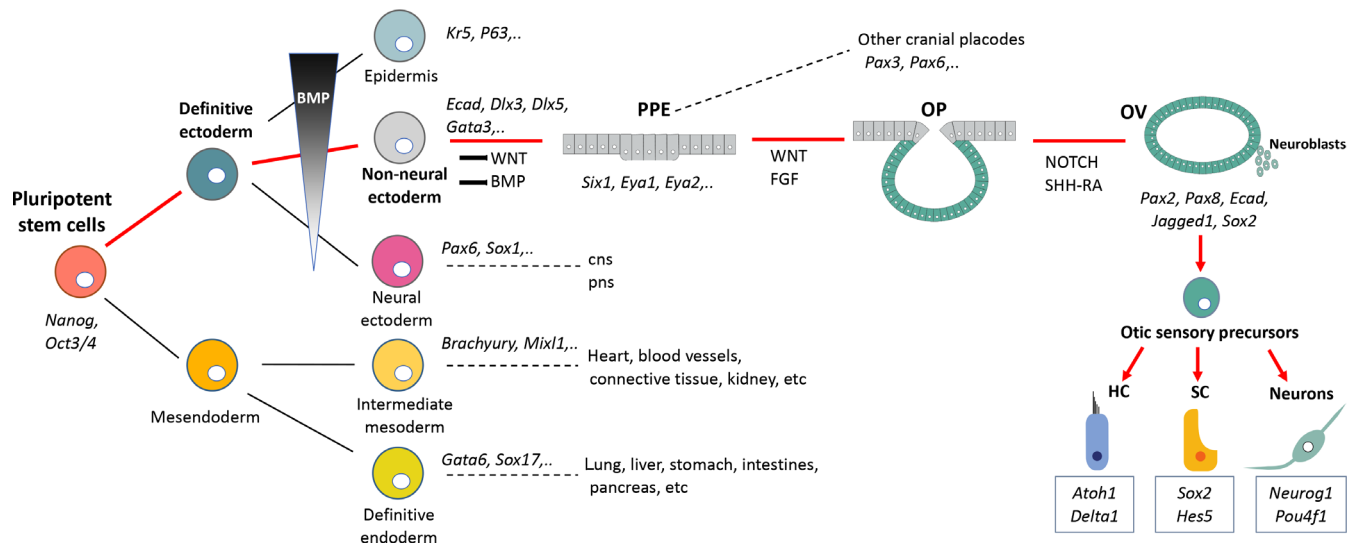 Kr5, P63,..
Epidermis
BMP
Definitive
ectoderm
Ecad, Dlx3, Dlx5,
Gata3,..
WNT
BMP
Non-neural
ectoderm
PPE
Six1, Eya1, Eya2,..
Other cranial placodes
Pax3, Pax6,..
WNT
FGF
OP
NOTCH
SHH-RA
OV
Neuroblasts
Pax2, Pax8, Ecad,
Jagged1, Sox2
Pluripotent
stem cells
Nanog,
Oct3/4
Pax6, Sox1,..
cns
pns
Neural
ectoderm
Mesendoderm
Brachyury, Mixl1,..
Heart, blood vessels,
connective tissue, kidney, etc
Intermediate
mesoderm
Gata6, Sox17,..
Lung, liver, stomach, intestines,
pancreas, etc
Definitive
endoderm
Otic sensory precursors
HC
SC
Neurons
Atoh1
Delta1
Sox2
Hes5
Neurog1
Pou4f1